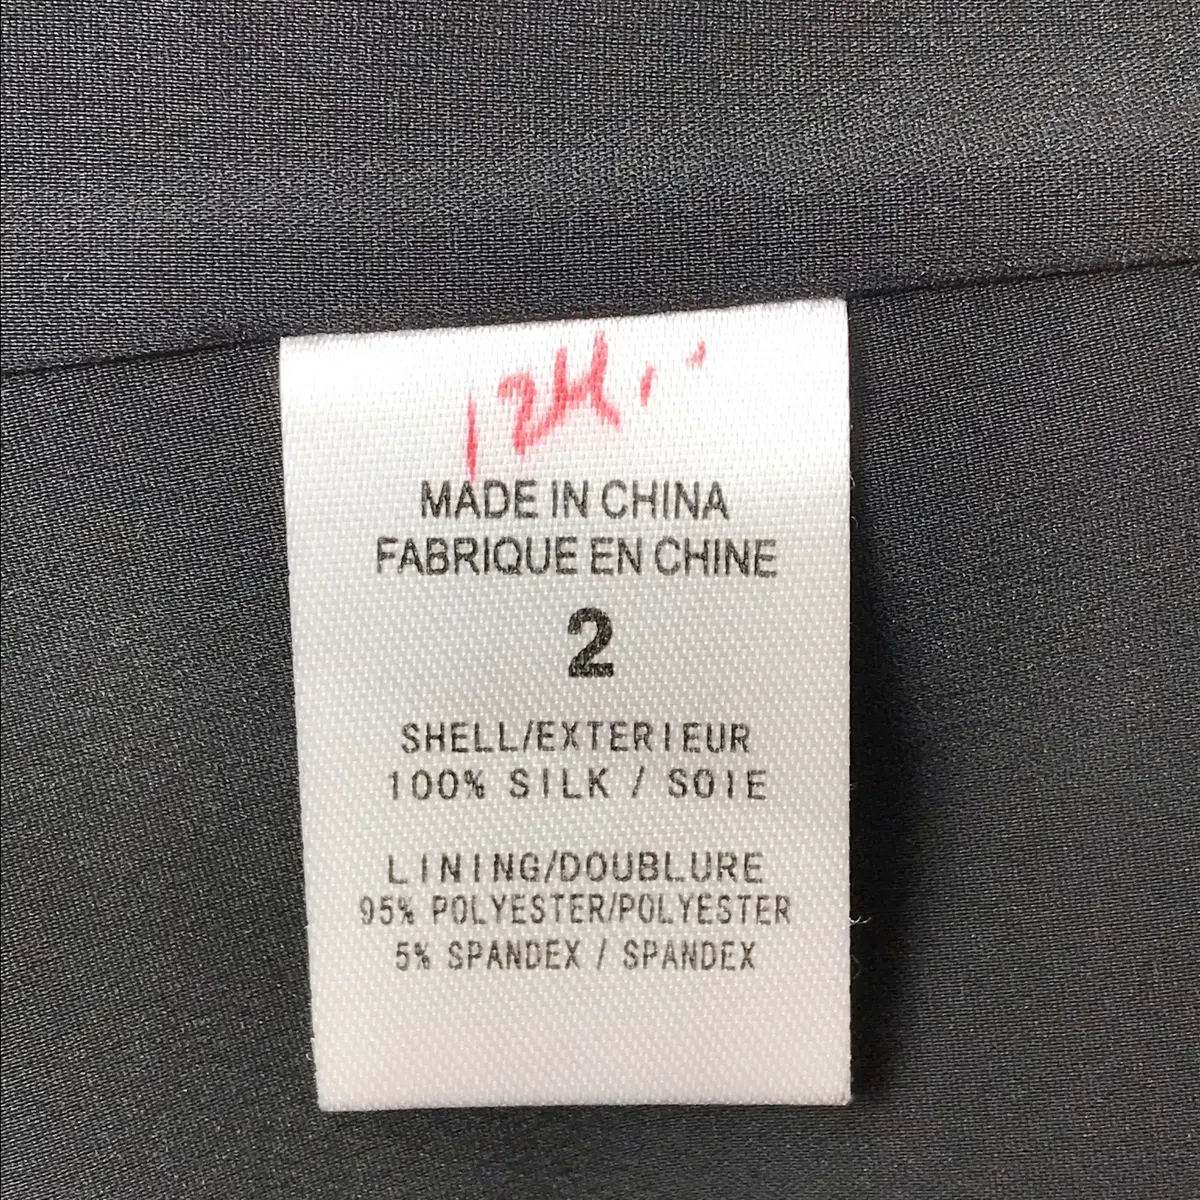 MADE IN CHINA
FABRIQUE EN CHINE
2
SHELL/EXTERIEUR
100% SILK / SOIE
LINING/DOUBLURE
95% POLYESTER/POLYESTER
5% SPANDEX / SPANDEX